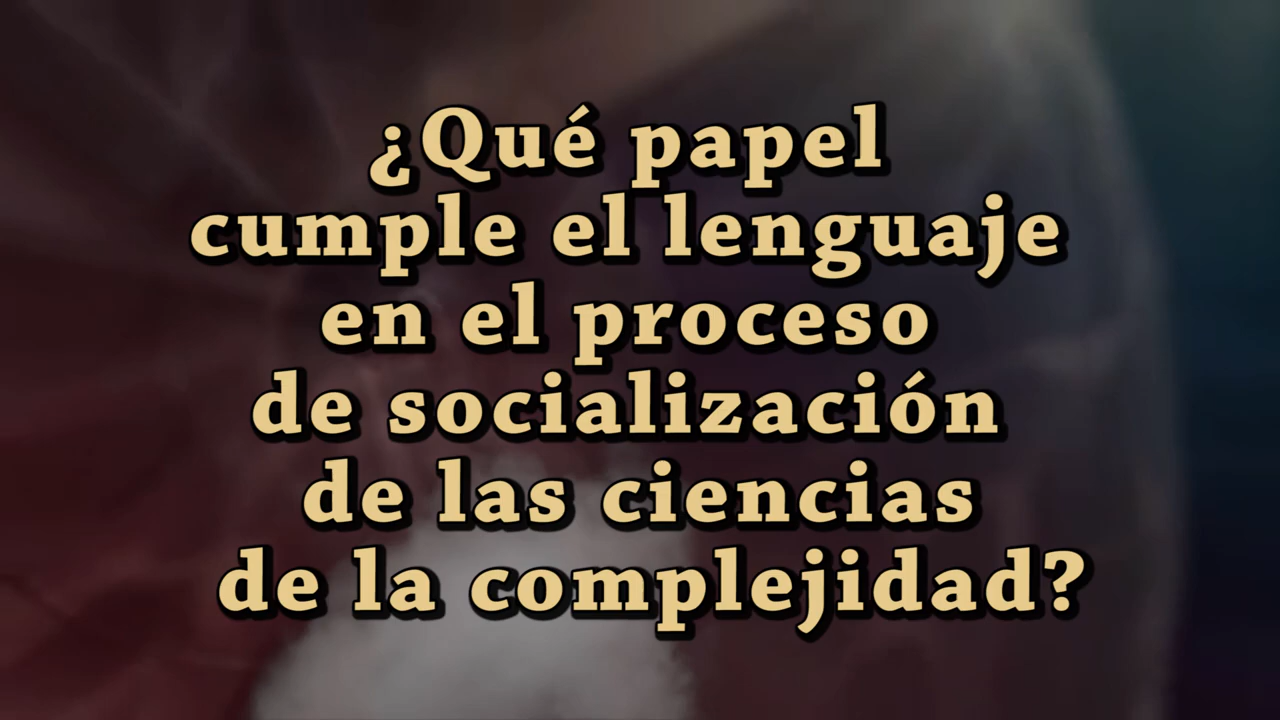 ¿Qué papel
cumple el lenguaje
en el proceso
de socialización
de las ciencias
de la complejidad?